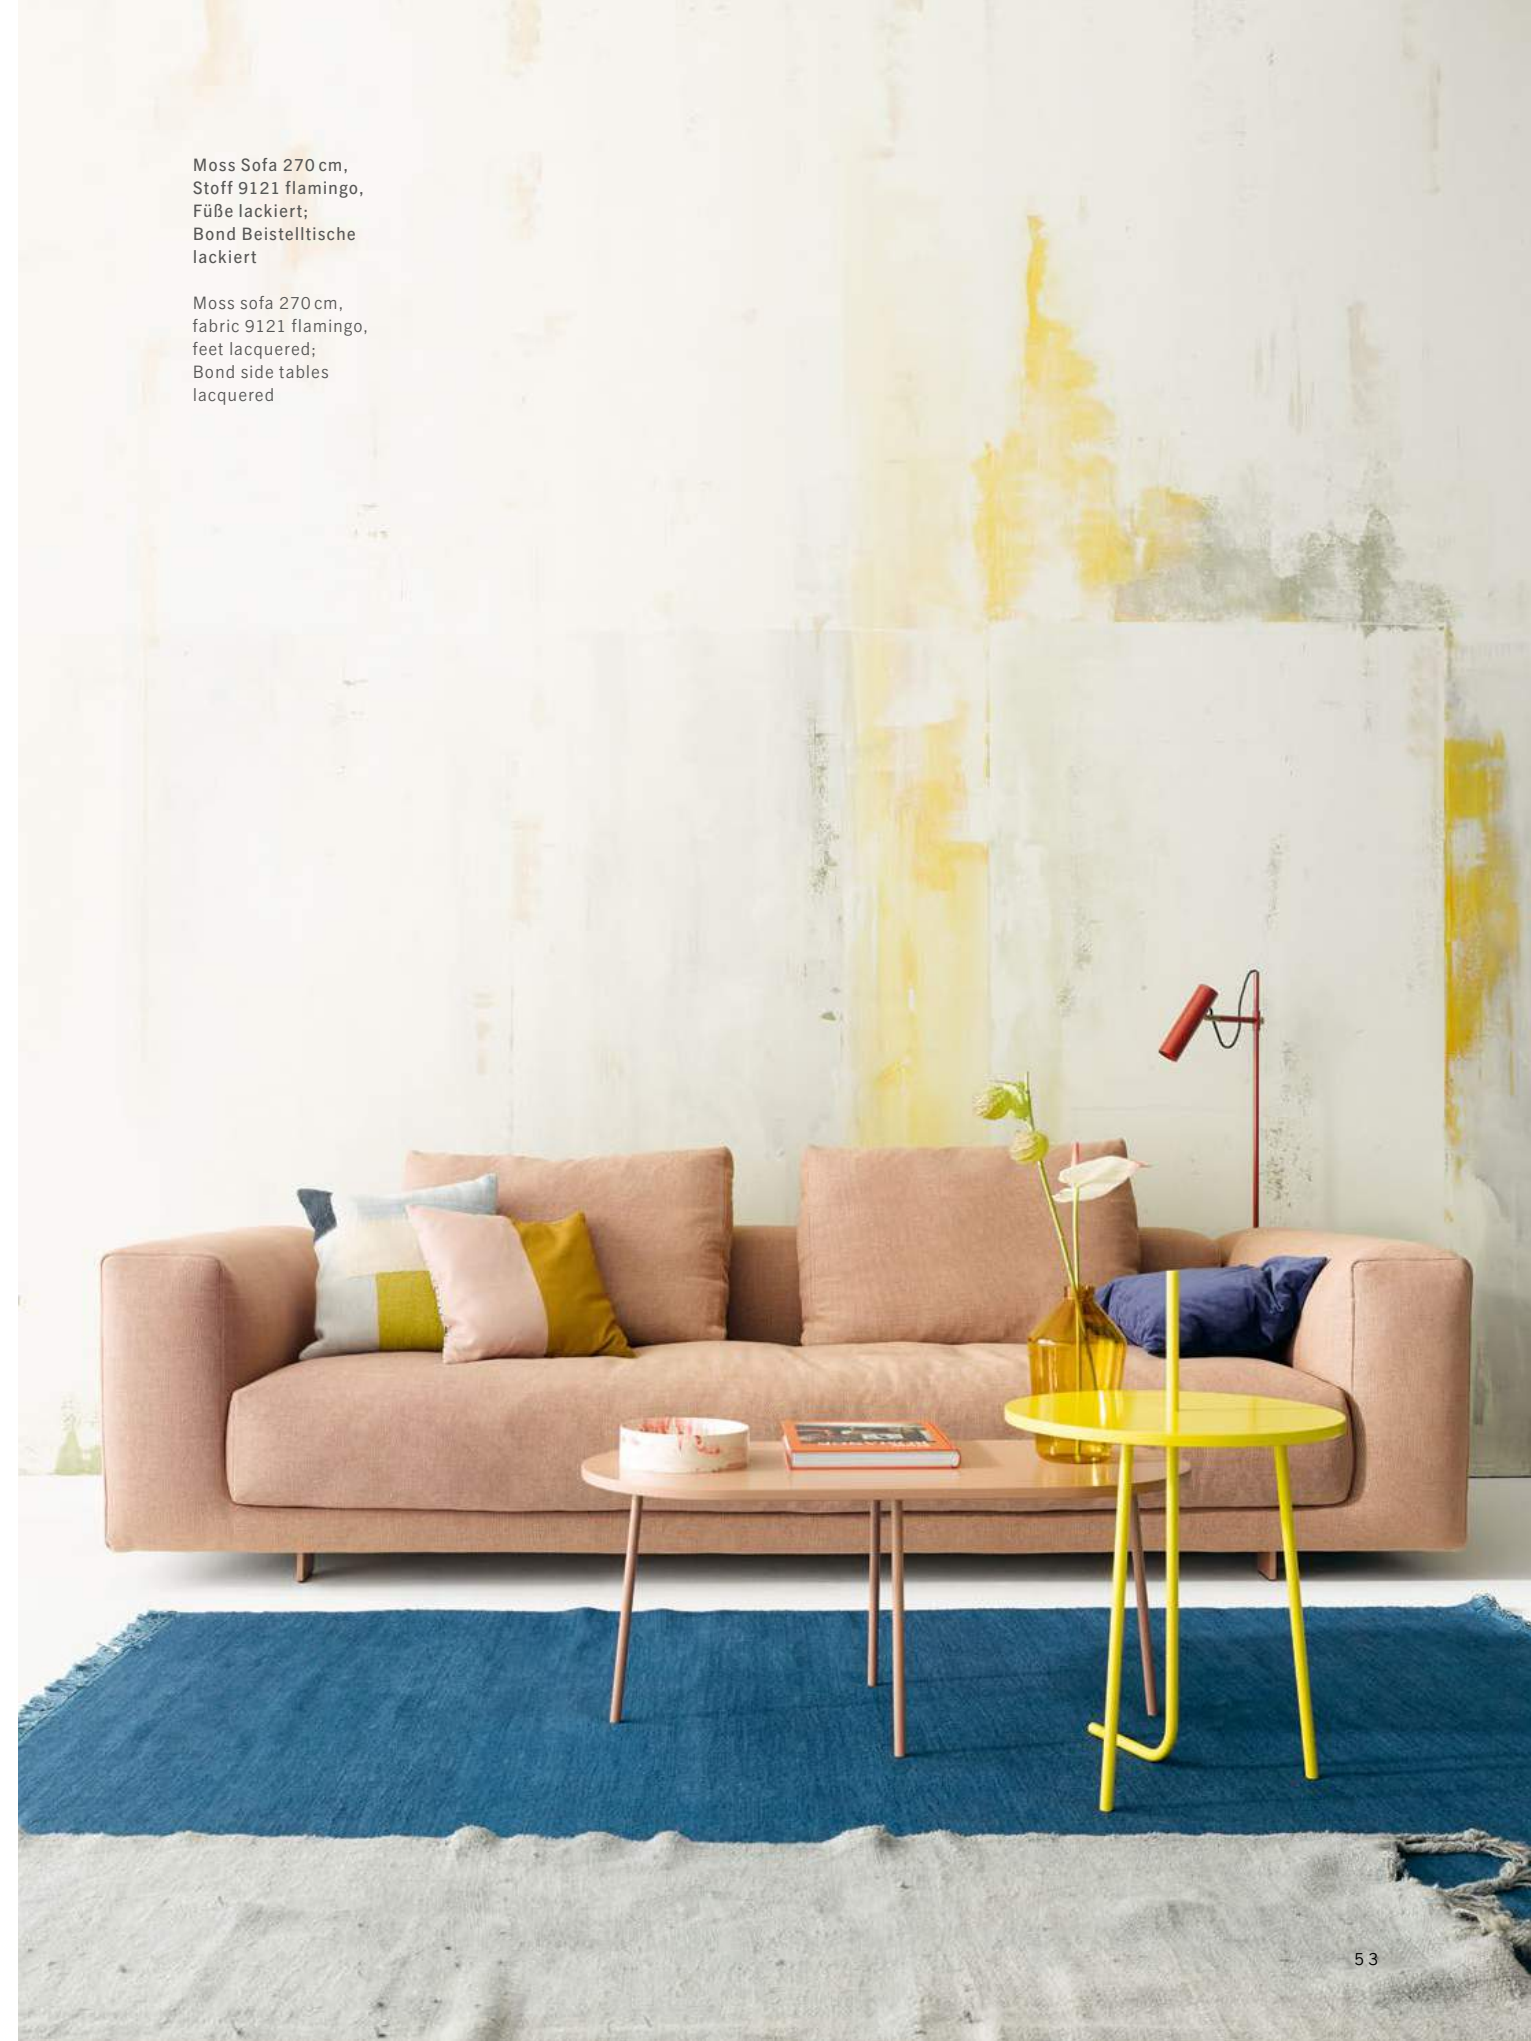 Moss Sofa 270 cm,
Stoff 9121 flamingo,
Füße lackiert;
Bond Beistelltische
lackiert
Moss sofa 270 cm,
fabric 9121 flamingo,
feet lacquered;
Bond side tables
lacquered
53